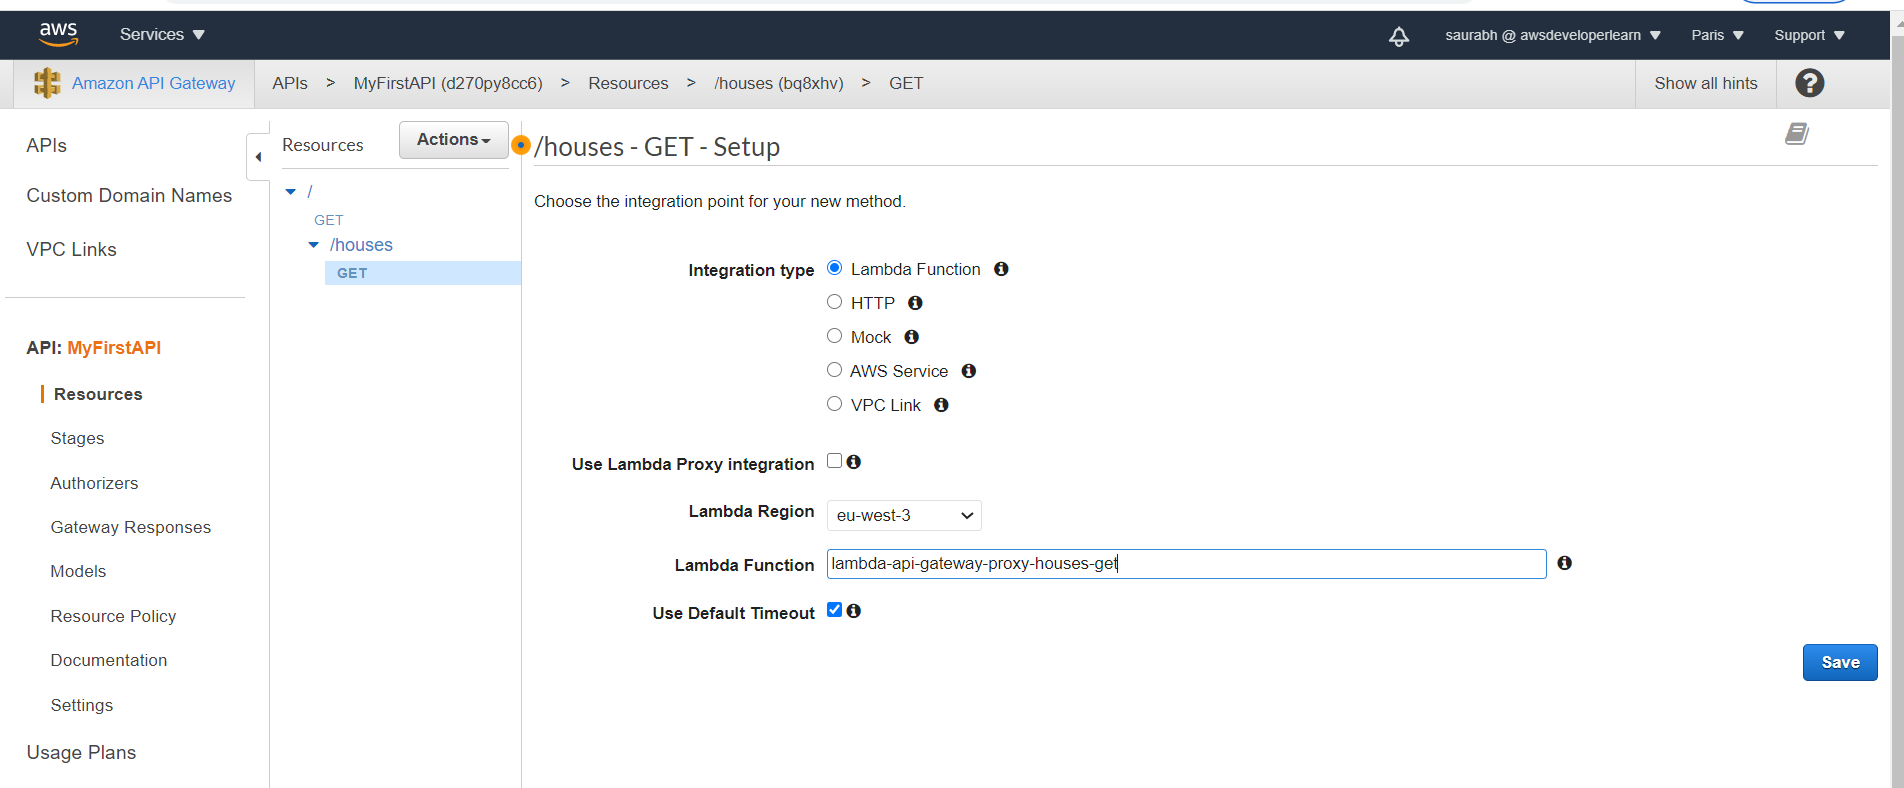 aws Services saurabh @ awsdeveloperlearn Paris Support
Amazon API Gateway APIs > MyFirstAPI (d270py8cc6) > Resources > /houses (bq8xhv) > GET Show all hints ?
APIs
Custom Domain Names
VPC Links
API: MyFirstAPI
Resources
Stages
Authorizers
Gateway Responses
Models
Resource Policy
Documentation
Settings
Usage Plans
Resources Actions
/
GET
/houses
GET
/houses - GET - Setup
Choose the integration point for your new method.
Integration type Lambda Function
HTTP
Mock
AWS Service
VPC Link
Use Lambda Proxy integration
Lambda Region eu-west-3
Lambda Function lambda-api-gateway-proxy-houses-get
Use Default Timeout
Save